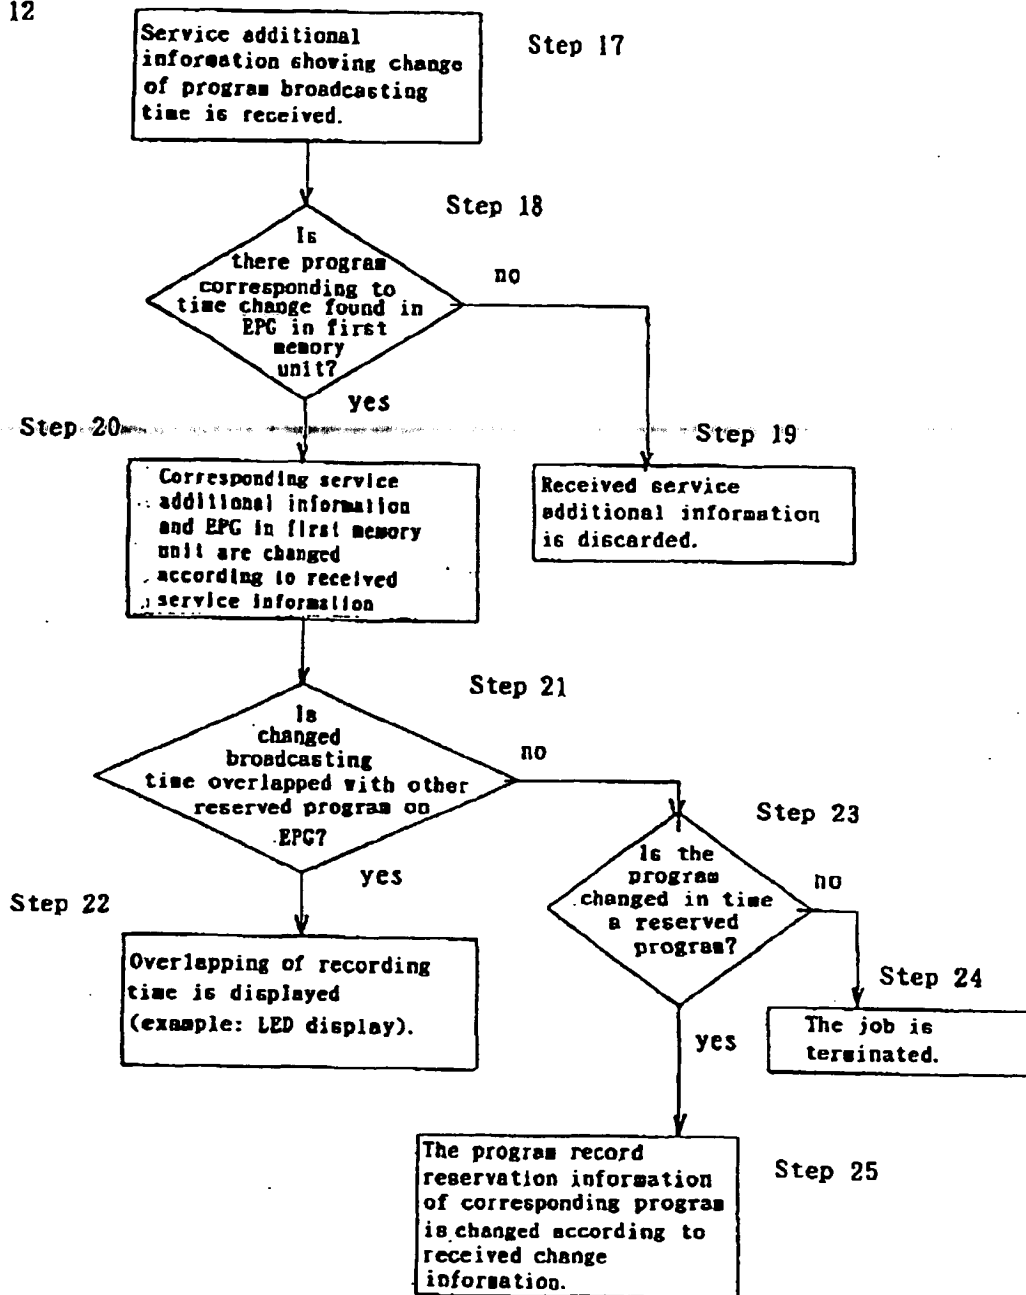 12
Service additional
information showing change
of program broadcasting
time is received.
Step 17
Step 18
Is
there program
corresponding to
time change found in
EPG in first
memory
unit?
no
yes
Step 20
Step 19
Corresponding service
additional information
and EPG in first memory
unit are changed
according to received
service information
Received service
additional information
is discarded.
Step 21
Is
changed
broadcasting
time overlapped with other
reserved program on
EPG?
no
yes
Step 23
Is the
program
changed in time
a reserved
program?
no
Step 22
Overlapping of recording
time is displayed
(example: LED display).
Step 24
The job is
terminated.
yes
The program record
reservation information
of corresponding program
is changed according to
received change
information.
Step 25